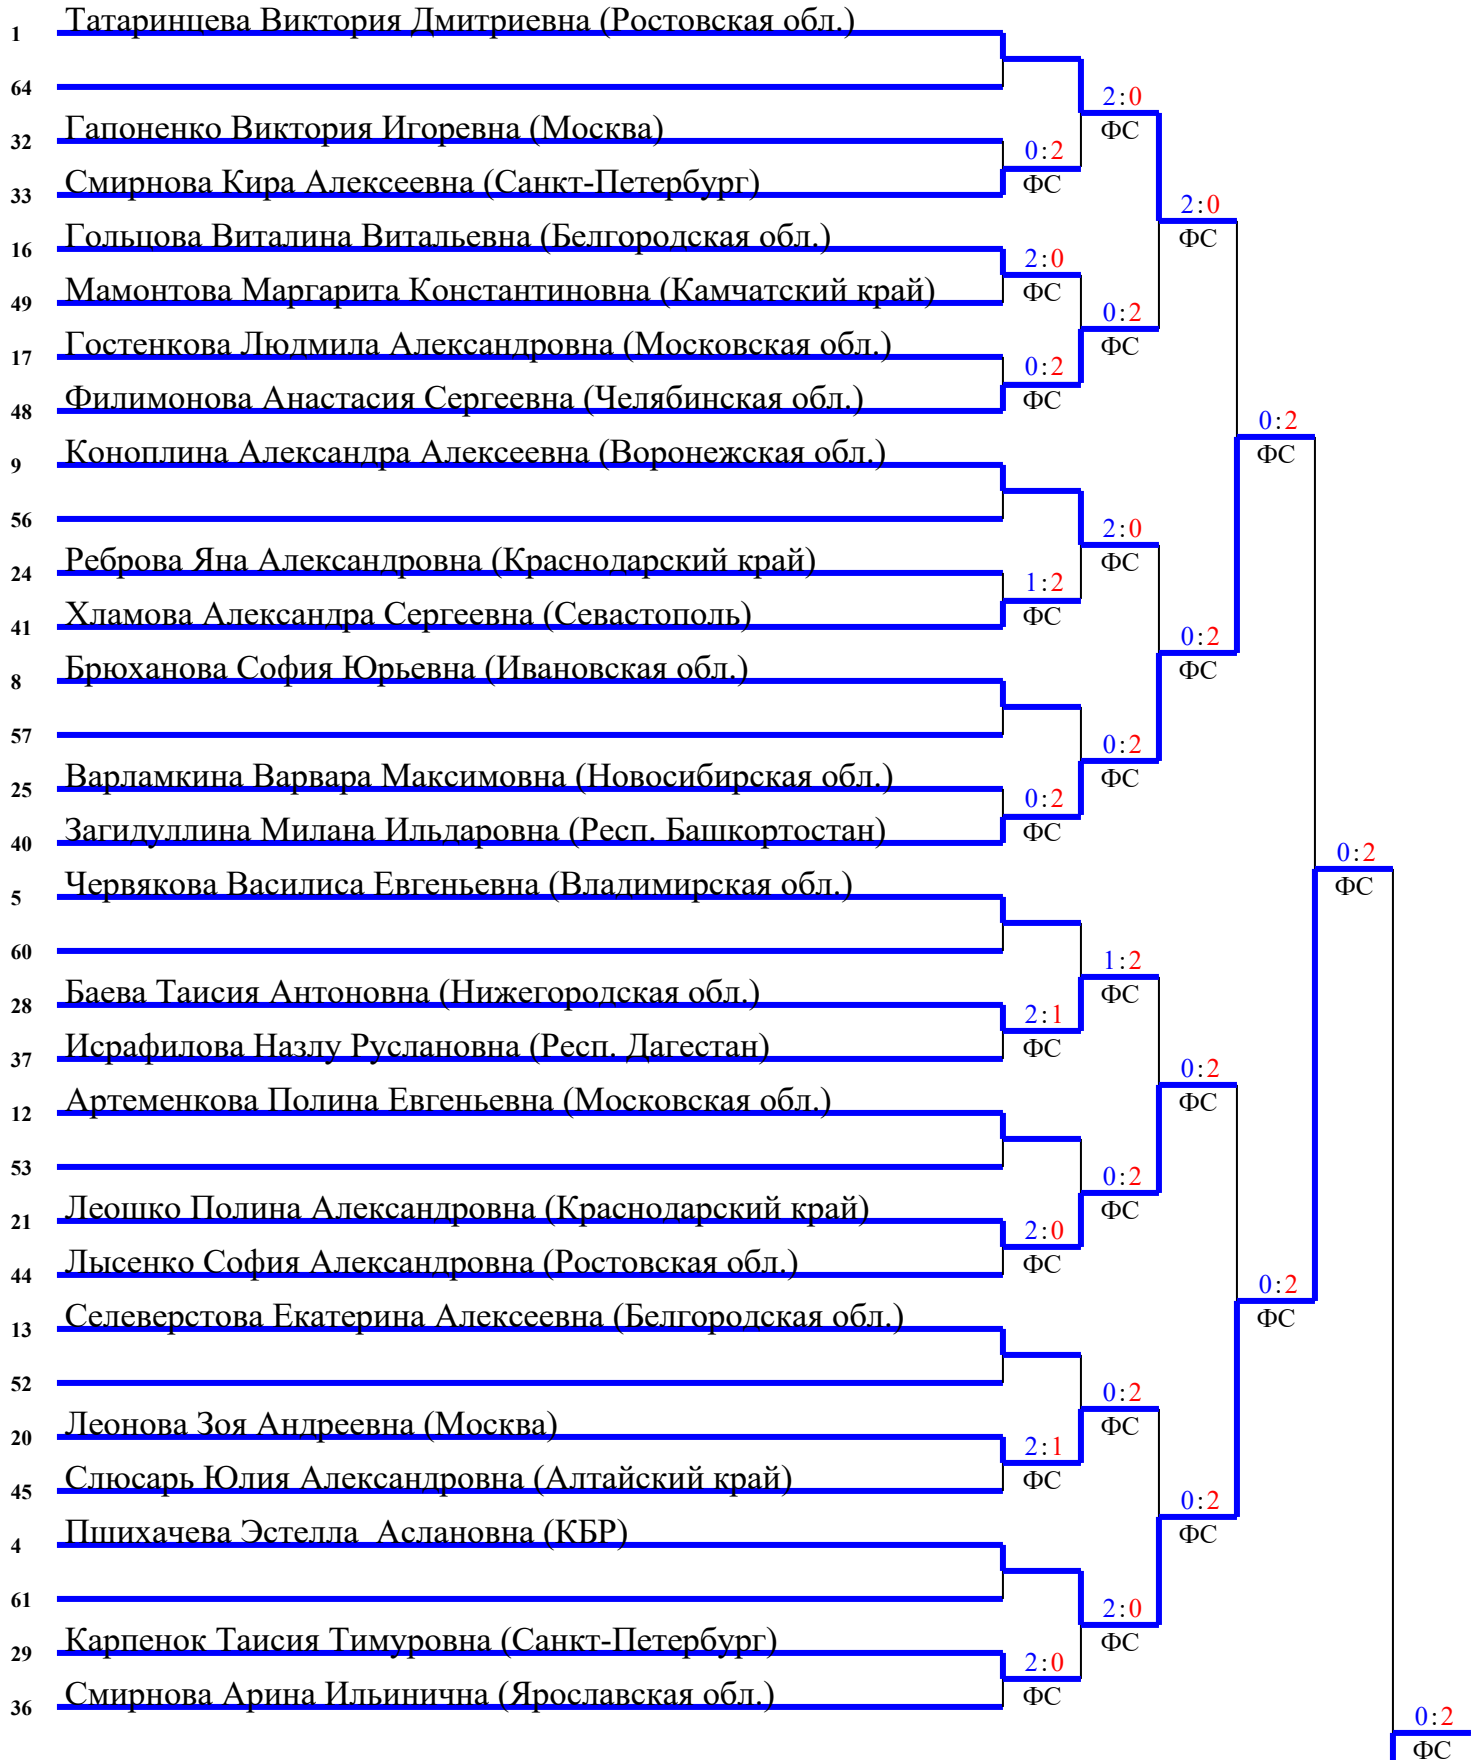 1 Татаринцева Виктория Дмитриевна (Ростовская обл.)
64
2:0
ФС
32 Гапоненко Виктория Игоревна (Москва)
0:2
ФС
33 Смирнова Кира Алексеевна (Санкт-Петербург)
2:0
ФС
16 Гольцова Виталина Витальевна (Белгородская обл.)
2:0
ФС
49 Мамонтова Маргарита Константиновна (Камчатский край)
0:2
ФС
17 Гостенкова Людмила Александровна (Московская обл.)
0:2
ФС
48 Филимонова Анастасия Сергеевна (Челябинская обл.)
0:2
ФС
9 Коноплина Александра Алексеевна (Воронежская обл.)
56
2:0
ФС
24 Реброва Яна Александровна (Краснодарский край)
1:2
ФС
41 Хламова Александра Сергеевна (Севастополь)
0:2
ФС
8 Брюханова София Юрьевна (Ивановская обл.)
57
0:2
ФС
25 Варламкина Варвара Максимовна (Новосибирская обл.)
0:2
ФС
40 Загидуллина Милана Ильдаровна (Респ. Башкортостан)
0:2
ФС
5 Червякова Василиса Евгеньевна (Владимирская обл.)
60
1:2
ФС
28 Баева Таисия Антоновна (Нижегородская обл.)
2:1
ФС
37 Исрафилова Назлу Руслановна (Респ. Дагестан)
0:2
ФС
12 Артеменкова Полина Евгеньевна (Московская обл.)
53
0:2
ФС
21 Леошко Полина Александровна (Краснодарский край)
2:0
ФС
44 Лысенко София Александровна (Ростовская обл.)
0:2
ФС
13 Селеверстова Екатерина Алексеевна (Белгородская обл.)
52
0:2
ФС
20 Леонова Зоя Андреевна (Москва)
2:1
ФС
45 Слюсарь Юлия Александровна (Алтайский край)
0:2
ФС
4 Пшихачева Эстелла Аслановна (КБР)
61
2:0
ФС
29 Карпенок Таисия Тимуровна (Санкт-Петербург)
2:0
ФС
36 Смирнова Арина Ильинична (Ярославская обл.)
0:2
ФС